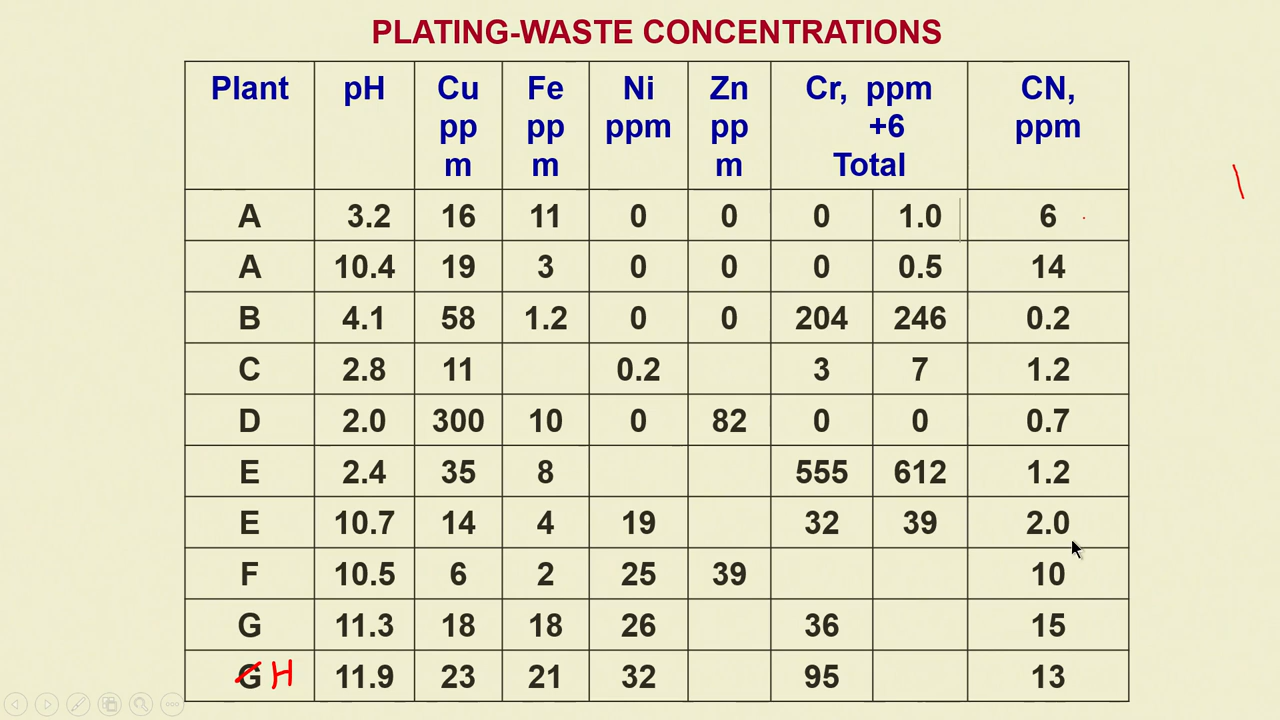 PLATING-WASTE CONCENTRATIONS
Plant pH Cu ppm Fe ppm Ni ppm Zn ppm Cr, ppm +6 Total CN, ppm
A 3.2 16 11 0 0 0 1.0 6
A 10.4 19 3 0 0 0 0.5 14
B 4.1 58 1.2 0 0 204 246 0.2
C 2.8 11 0.2 3 7 1.2
D 2.0 300 10 0 82 0 0 0.7
E 2.4 35 8 555 612 1.2
E 10.7 14 4 19 32 39 2.0
F 10.5 6 2 25 39 10
G 11.3 18 18 26 36 15
G H 11.9 23 21 32 95 13